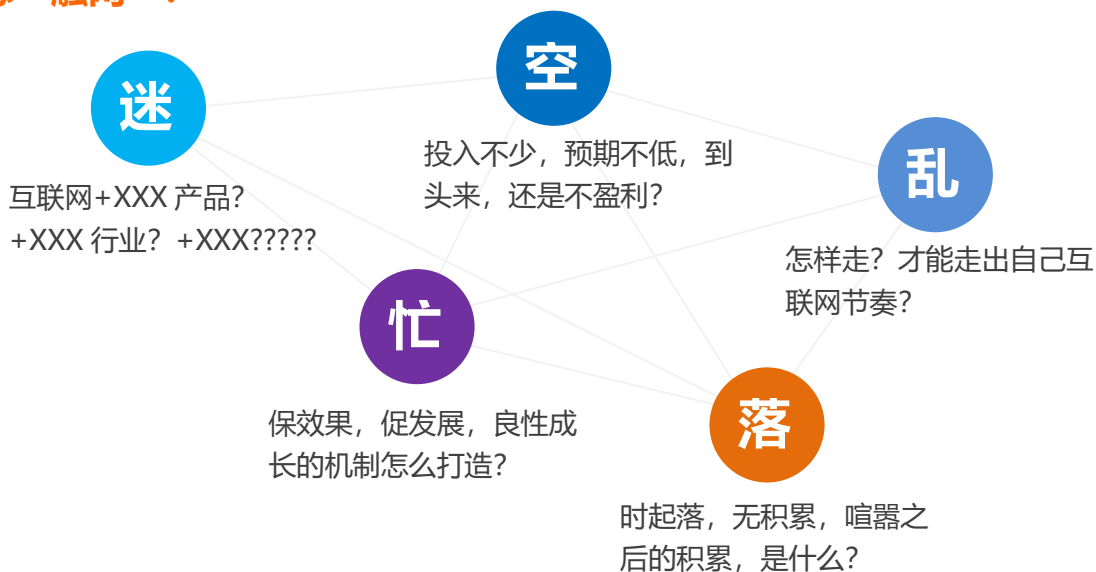 迷
互联网+XXX 产品?
+XXX 行业? +XXX?????
空
投入不少，预期不低，到
头来，还是不盈利?
乱
怎样走? 才能走出自己互
联网节奏?
忙
保效果，促发展，良性成
长的机制怎么打造?
落
时起落，无积累，喧嚣之
后的积累，是什么?